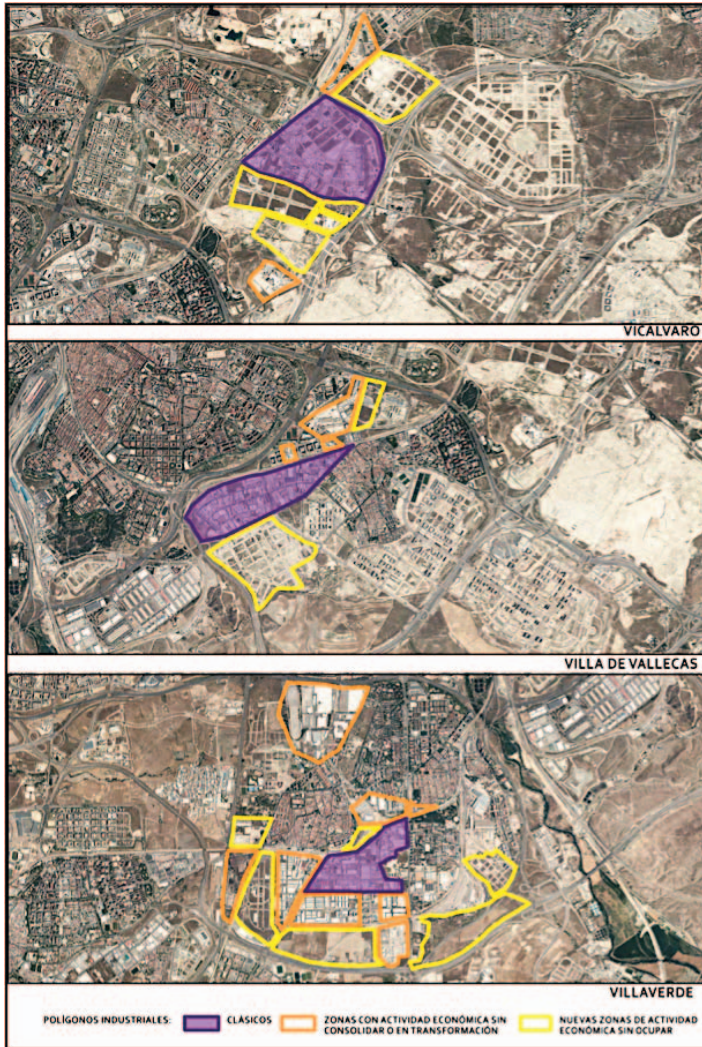 VICALVARO
VILLA DE VALLECAS
VILLAVERDE
POLÍGONOS INDUSTRIALES:
CLÁSICOS
ZONAS CON ACTIVIDAD ECONÓMICA SIN
CONSOLIDAR O EN TRANSFORMACIÓN
NUEVAS ZONAS DE ACTIVIDAD
ECONÓMICA SIN OCUPAR